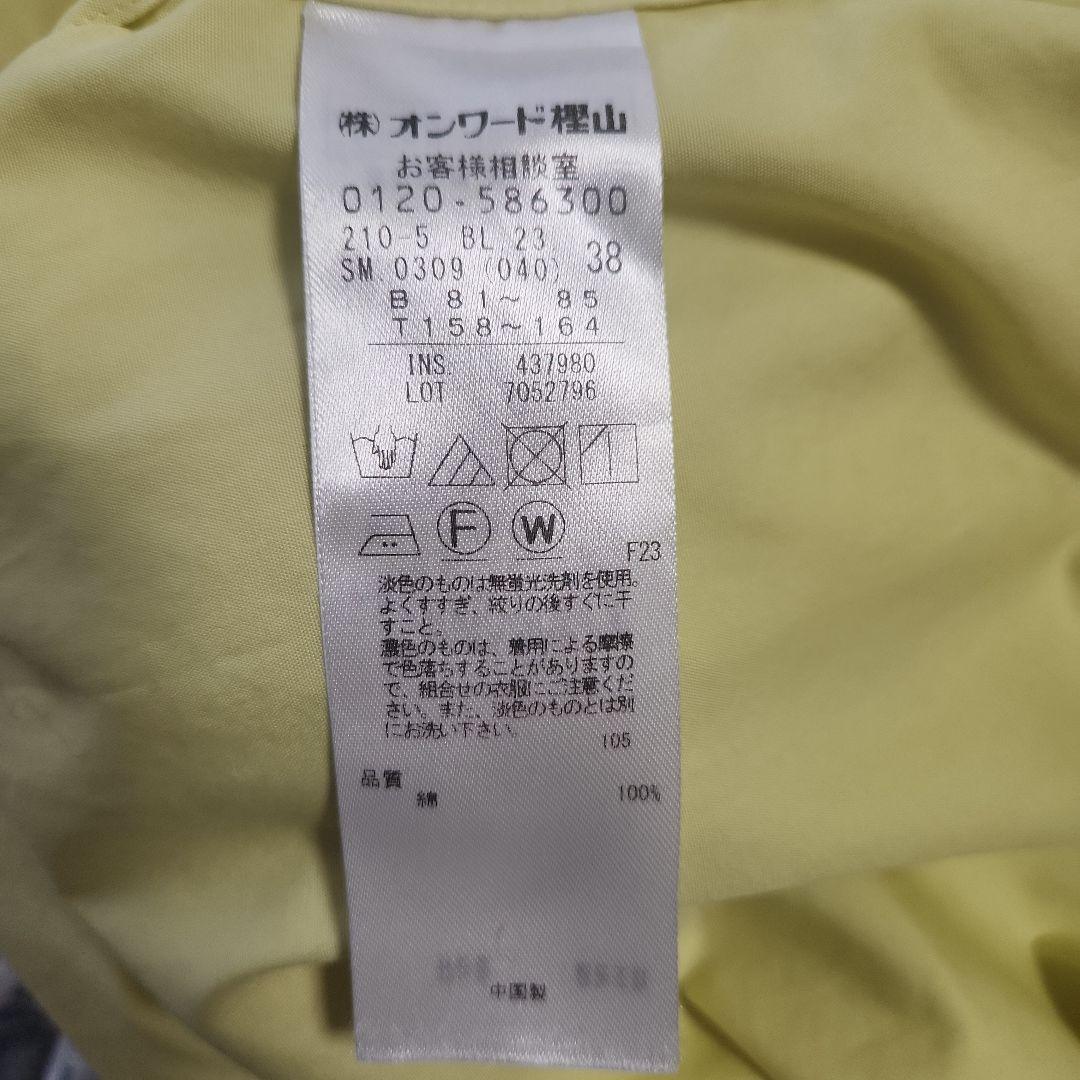 (株)オンワード樫山
お客様相談室
0120-586300
210-5 BL 23
SM 0309 (040) 38
B 81～ 85
T158～164
INS. 437980
LOT 7052796
F W
F23
淡色のものは無蛍光洗剤を使用。
よくすすぎ、絞りの後すぐに干
すこと。
濃色のものは、着用による摩擦
で色落ちすることがありますの
で、組合せの衣服にご注意くだ
さい。また、淡色のものとは別
にお洗い下さい。
105
品質
綿 100%
中国製